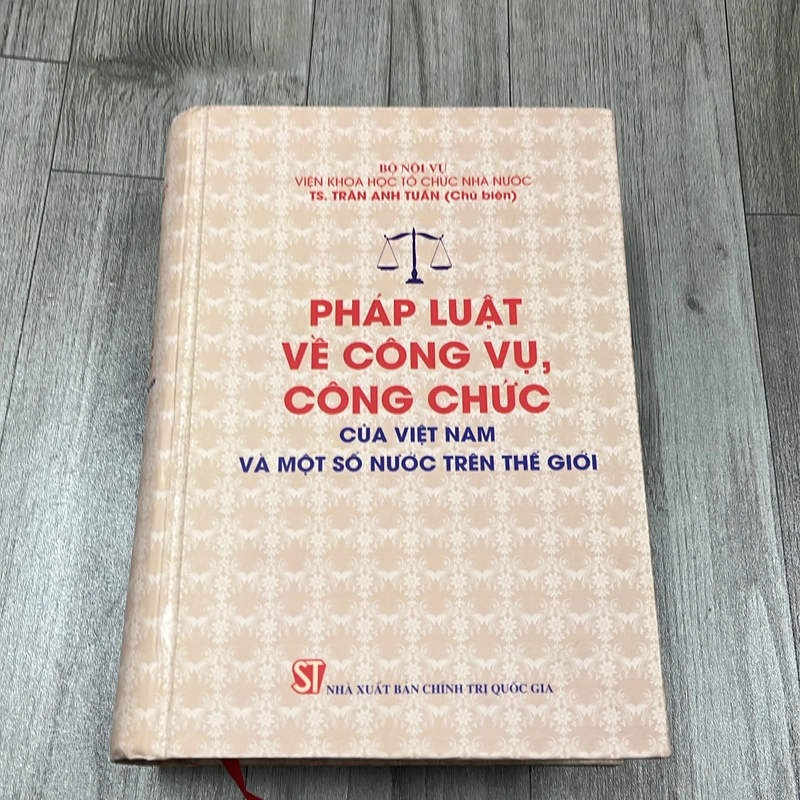 BỘ NỘI VỤ
VIỆN KHOA HỌC TỔ CHỨC NHÀ NƯỚC
TS. TRẦN ANH TUẤN (Chủ biên)
PHÁP LUẬT
VỀ CÔNG VỤ,
CÔNG CHỨC
CỦA VIỆT NAM
VÀ MỘT SỐ NƯỚC TRÊN THẾ GIỚI
ST NHÀ XUẤT BẢN CHÍNH TRỊ QUỐC GIA